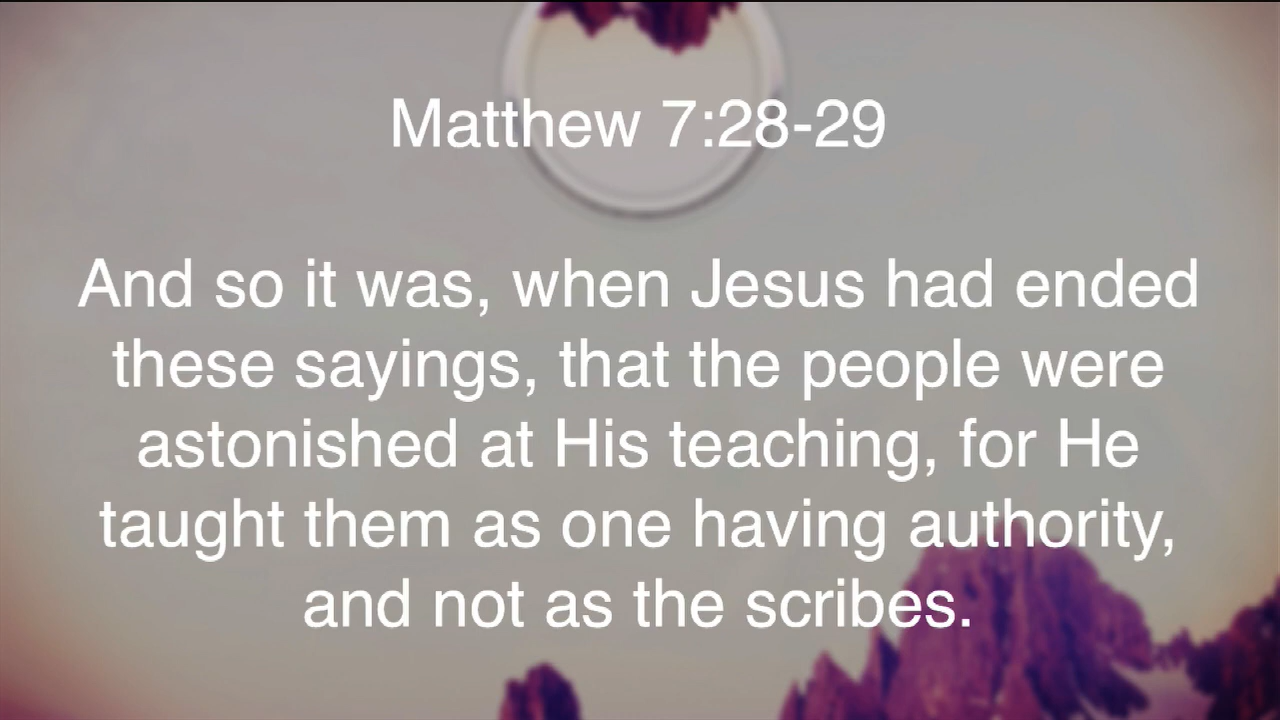 Matthew 7:28-29
And so it was, when Jesus had ended
these sayings, that the people were
astonished at His teaching, for He
taught them as one having authority,
and not as the scribes.